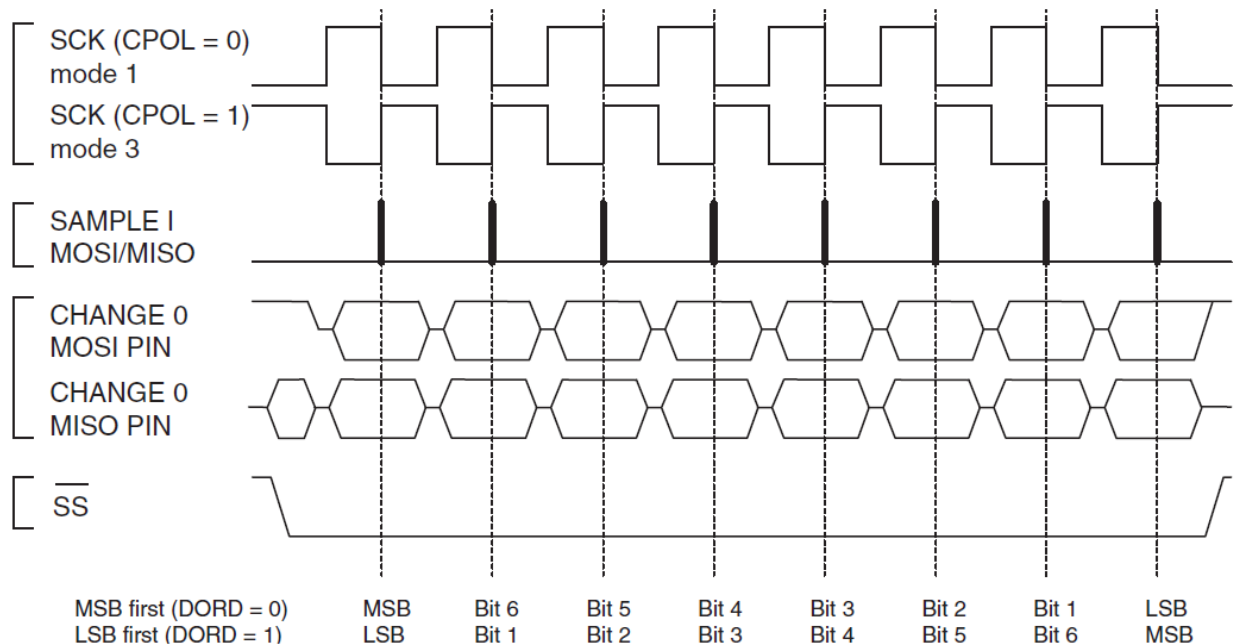 SCK (CPOL = 0)
mode 1
SCK (CPOL = 1)
mode 3
SAMPLE I
MOSI/MISO
CHANGE 0
MOSI PIN
CHANGE 0
MISO PIN
SS
MSB first (DORD = 0) MSB Bit 6 Bit 5 Bit 4 Bit 3 Bit 2 Bit 1 LSB
LSB first (DORD = 1) LSB Bit 1 Bit 2 Bit 3 Bit 4 Bit 5 Bit 6 MSB